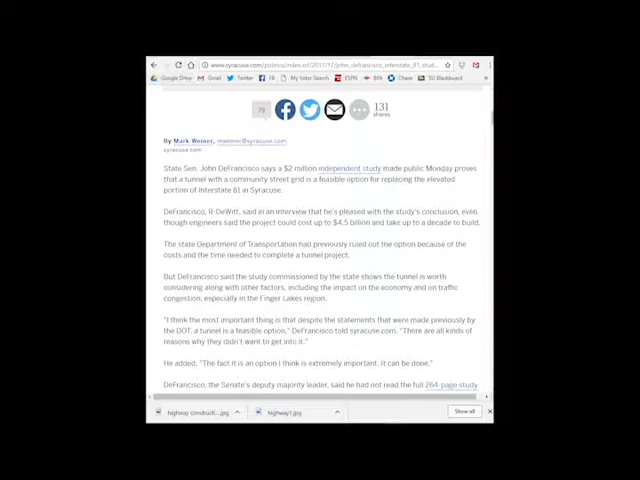 www.syracuse.com/politics/index.ssf/2017/12/john_defrancisco_interstate_81_stud...
Google Drive Gmail Twitter FB My Voter Search ESPN BPA Chase SU Blackboard
79 131
shares
By Mark Weiner, mweiner@syracuse.com
syracuse.com
State Sen. John DeFrancisco says a $2 million independent study made public Monday proves
that a tunnel with a community street grid is a feasible option for replacing the elevated
portion of Interstate 81 in Syracuse.
DeFrancisco, R-DeWitt, said in an interview that he's pleased with the study's conclusion, even
though engineers said the project could cost up to $4.5 billion and take up to a decade to build.
The state Department of Transportation had previously ruled out the option because of the
costs and the time needed to complete a tunnel project.
But DeFrancisco said the study commissioned by the state shows the tunnel is worth
considering along with other factors, including the impact on the economy and on traffic
congestion, especially in the Finger Lakes region.
"I think the most important thing is that despite the statements that were made previously by
the DOT, a tunnel is a feasible option," DeFrancisco told syracuse.com. "There are all kinds of
reasons why they didn't want to get into it."
He added, "The fact it is an option I think is extremely important. It can be done."
DeFrancisco, the Senate's deputy majority leader, said he had not read the full 264-page study
highway constructi....jpg highway1.jpg Show all